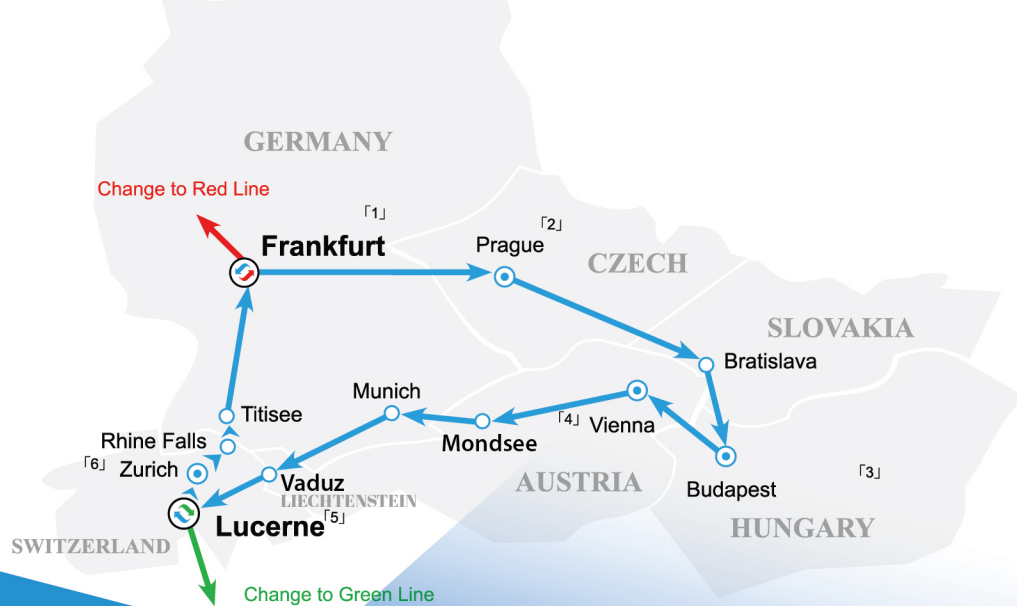 GERMANY
Change to Red Line
「1」
Frankfurt
「2」
Prague
CZECH
SLOVAKIA
Bratislava
Munich
Titisee
「4」 Vienna
Mondsee
Rhine Falls
「6」 Zurich
「3」
Vaduz
AUSTRIA
Budapest
LIECHTENSTEIN
Lucerne「5」
HUNGARY
SWITZERLAND
Change to Green Line